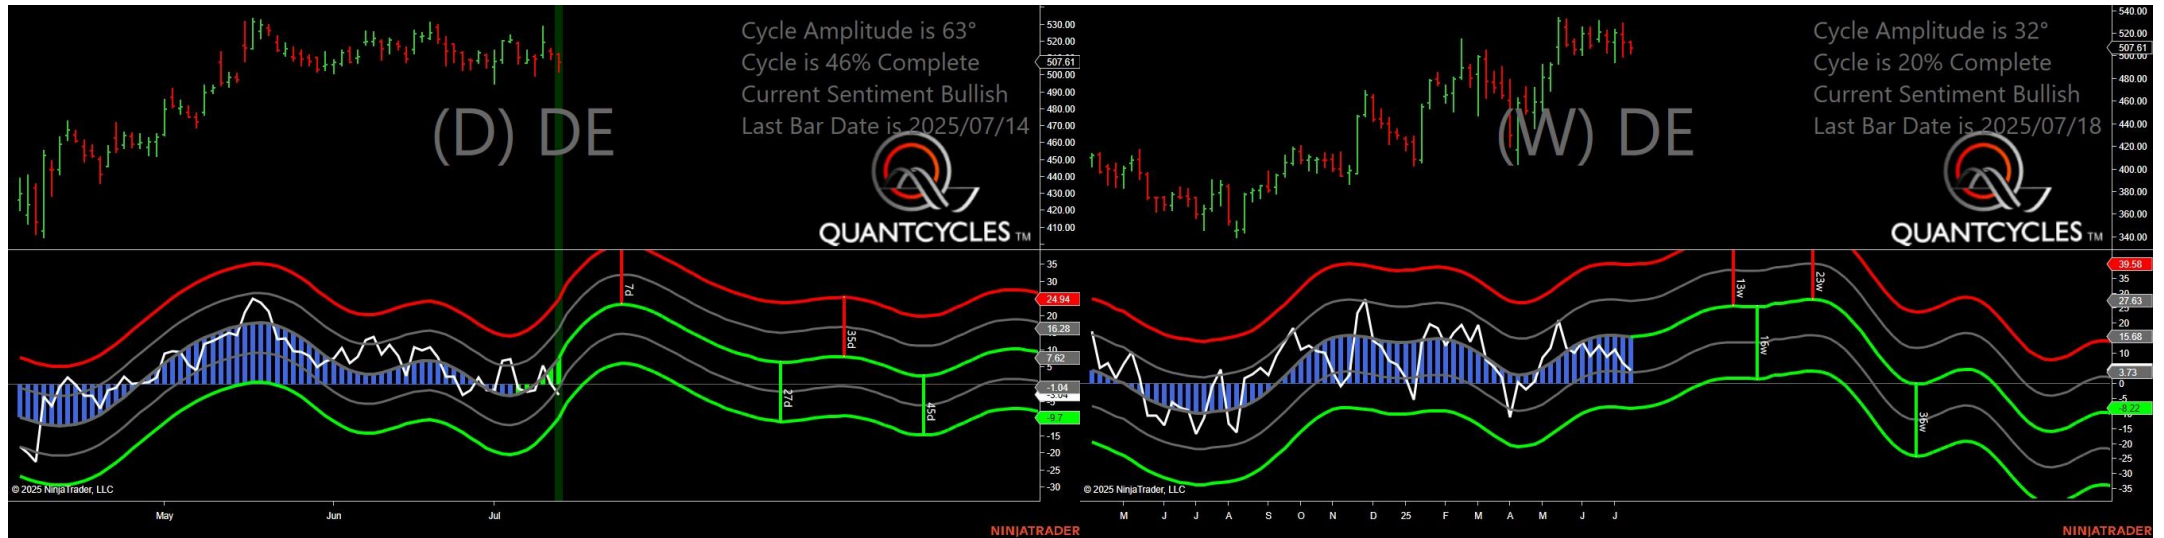 Cycle Amplitude is 63°
Cycle is 46% Complete
Current Sentiment Bullish
Last Bar Date is 2025/07/14
(D) DE
QUANTCYCLES TM
530.00
520.00
507.61
500.00
490.00
480.00
470.00
460.00
450.00
440.00
430.00
420.00
410.00
35
24.94
20
16.28
10
7.62
5
-1.04
-3.04
-9.7
-15
-20
-25
-30
7d
27d
35d
45d
© 2025 NinjaTrader, LLC
May
Jun
Jul
NINJATRADER
Cycle Amplitude is 32°
Cycle is 20% Complete
Current Sentiment Bullish
Last Bar Date is 2025/07/18
(W) DE
QUANTCYCLES TM
540.00
520.00
507.61
500.00
480.00
460.00
440.00
420.00
400.00
380.00
360.00
340.00
39.58
27.63
25
20
15.68
10
3.73
0
-5
-8.22
-15
-20
-25
-30
-35
13w
16w
23w
36w
© 2025 NinjaTrader, LLC
M
J
J
A
S
O
N
D
25
F
M
A
M
J
J
NINJATRADER